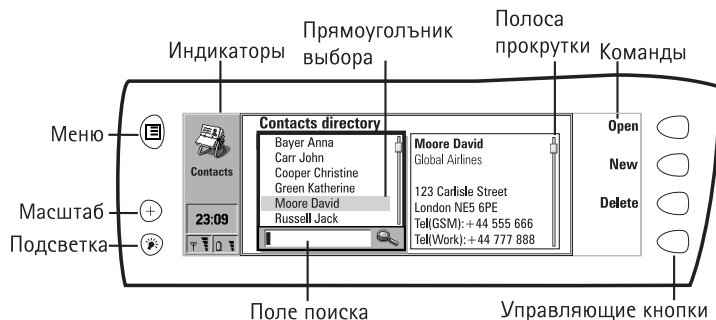 Индикаторы
Прямоуголъник
выбора
Полоса
прокрутки
Команды
Меню
Масштаб
Подсветка
Contacts
23:09
Contacts directory
Bayer Anna
Carr John
Cooper Christine
Green Katherine
Moore David
Russell Jack
Moore David
Global Airlines
123 Carlisle Street
London NE5 6PE
Tel(GSM):+44 555 666
Tel(Work):+44 777 888
Open
New
Delete
Поле поиска
Управляющие кнопки